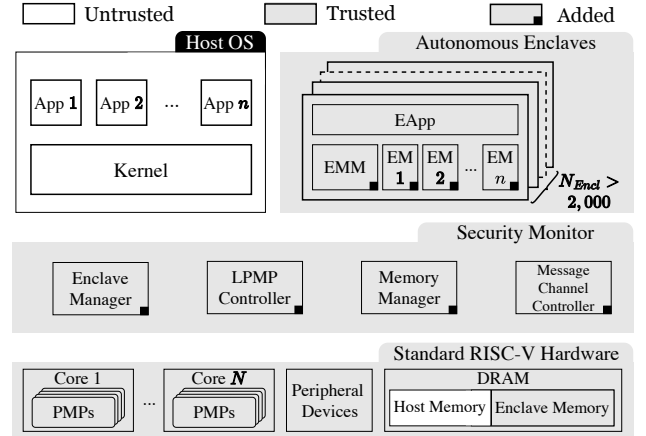 Untrusted
Trusted
Added
Host OS
Autonomous Enclaves
App 1
App 2
...
App n
Kernel
EApp
EMM
EM
1
EM
2
...
EM
n
N_Encl >
2,000
Security Monitor
Enclave
Manager
LPMP
Controller
Memory
Manager
Message
Channel
Controller
Standard RISC-V Hardware
Core 1
PMPs
...
Core N
PMPs
Peripheral
Devices
DRAM
Host Memory
Enclave Memory